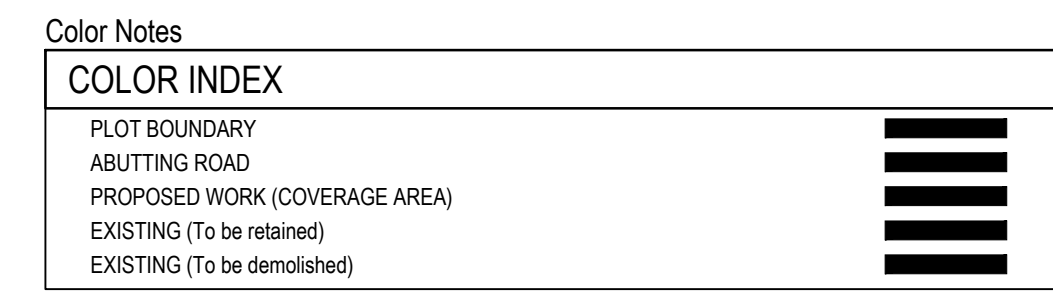 Color Notes
COLOR INDEX
PLOT BOUNDARY
ABUTTING ROAD
PROPOSED WORK (COVERAGE AREA)
EXISTING (To be retained)
EXISTING (To be demolished)